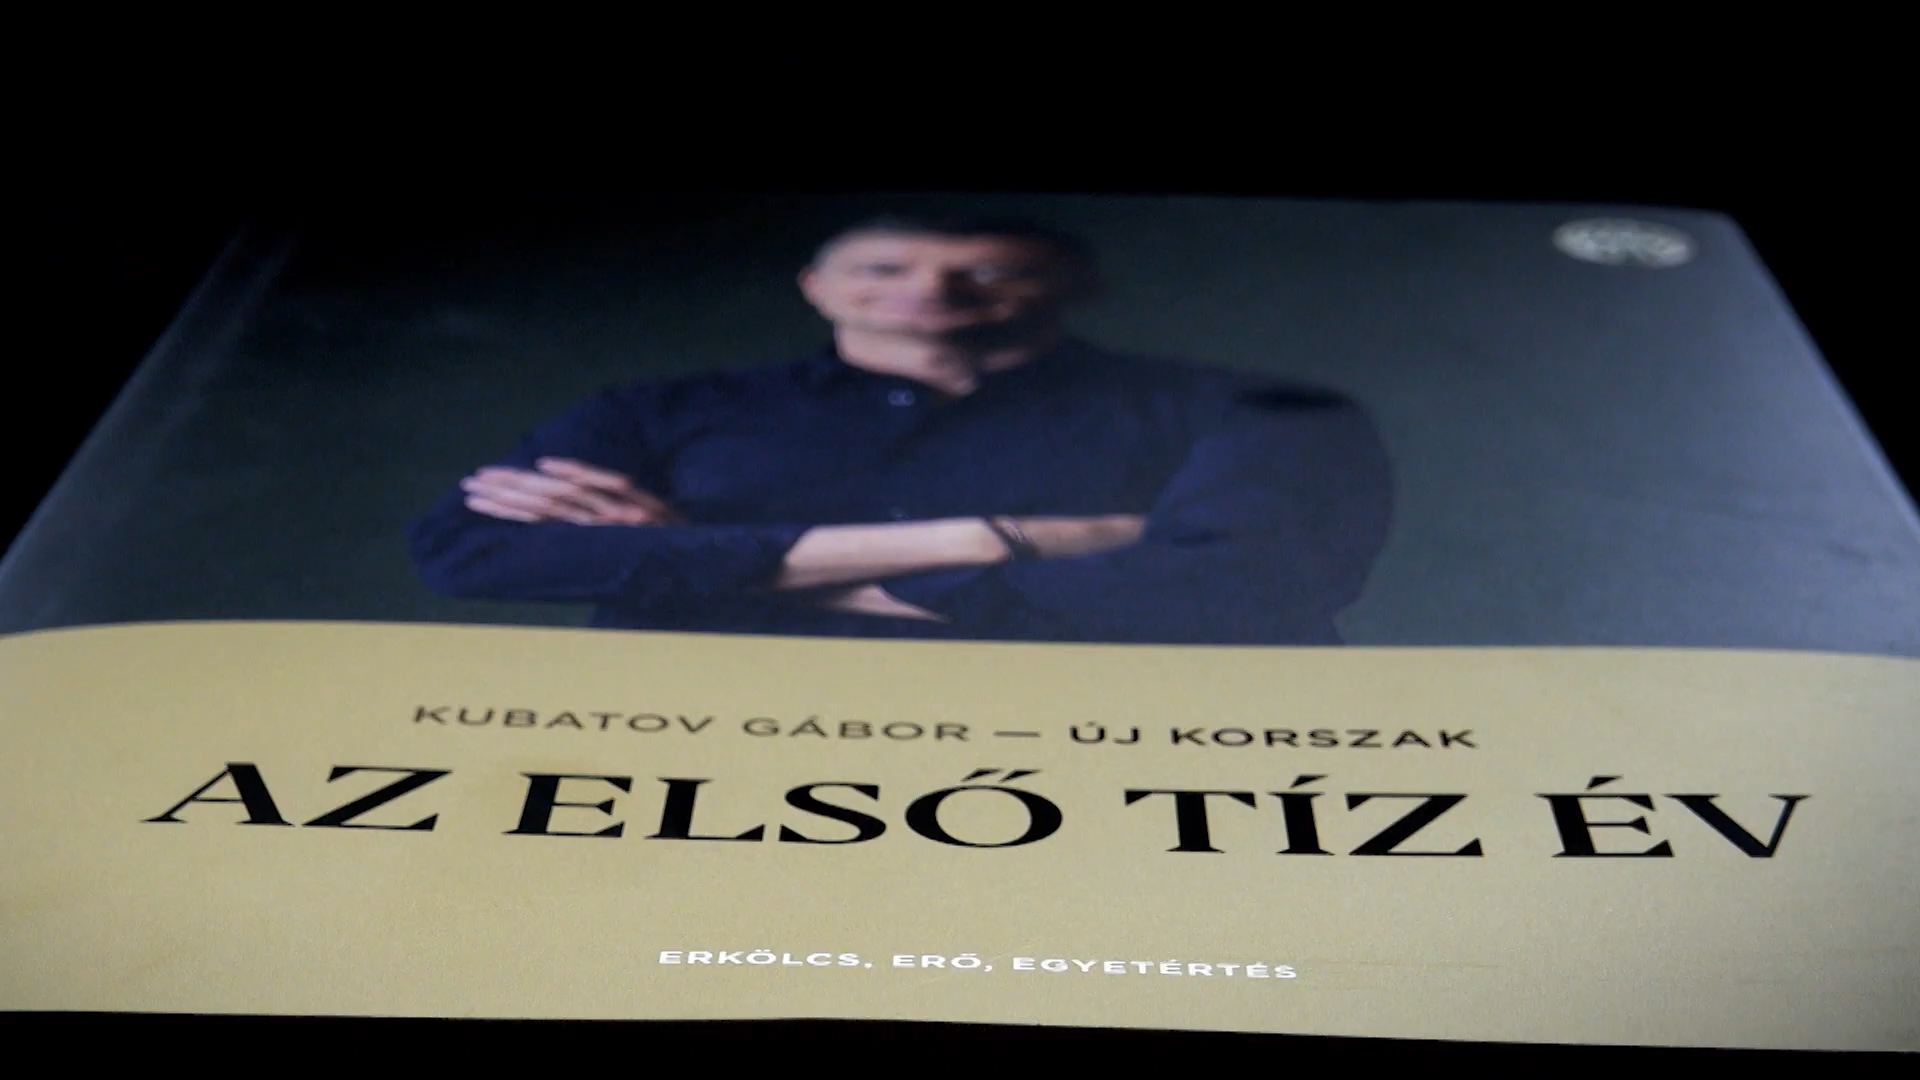 KUBATOV GÁBOR — ÚJ KORSZAK
AZ ELSŐ TÍZ ÉV
ERKÖLCS, ERŐ, EGYETÉRTÉS